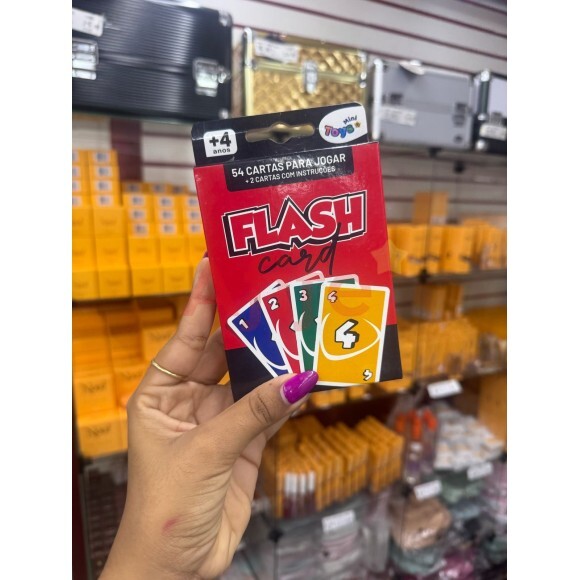 +4
anos
mini
Toys
54 CARTAS PARA JOGAR
+ 2 CARTAS COM INSTRUÇÕES
FLASH
card
1
2
3
4
4
4